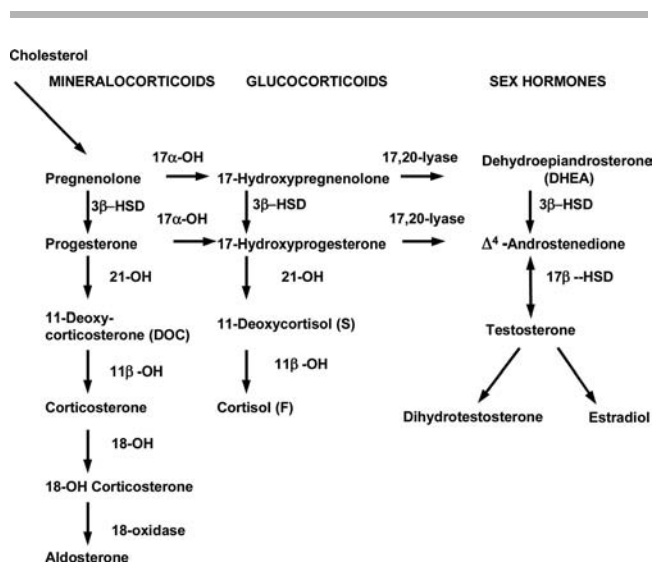 Cholesterol
MINERALOCORTICOIDS GLUCOCORTICOIDS SEX HORMONES
17α-OH 17,20-lyase
Pregnenolone 17-Hydroxypregnenolone Dehydroepiandrosterone
(DHEA)
3β–HSD 3β–HSD 3β–HSD
17α-OH 17,20-lyase
Progesterone 17-Hydroxyprogesterone Δ⁴ -Androstenedione
21-OH 21-OH 17β --HSD
11-Deoxy-
corticosterone (DOC) 11-Deoxycortisol (S) Testosterone
11β -OH 11β -OH
Corticosterone Cortisol (F) Dihydrotestosterone Estradiol
18-OH
18-OH Corticosterone
18-oxidase
Aldosterone